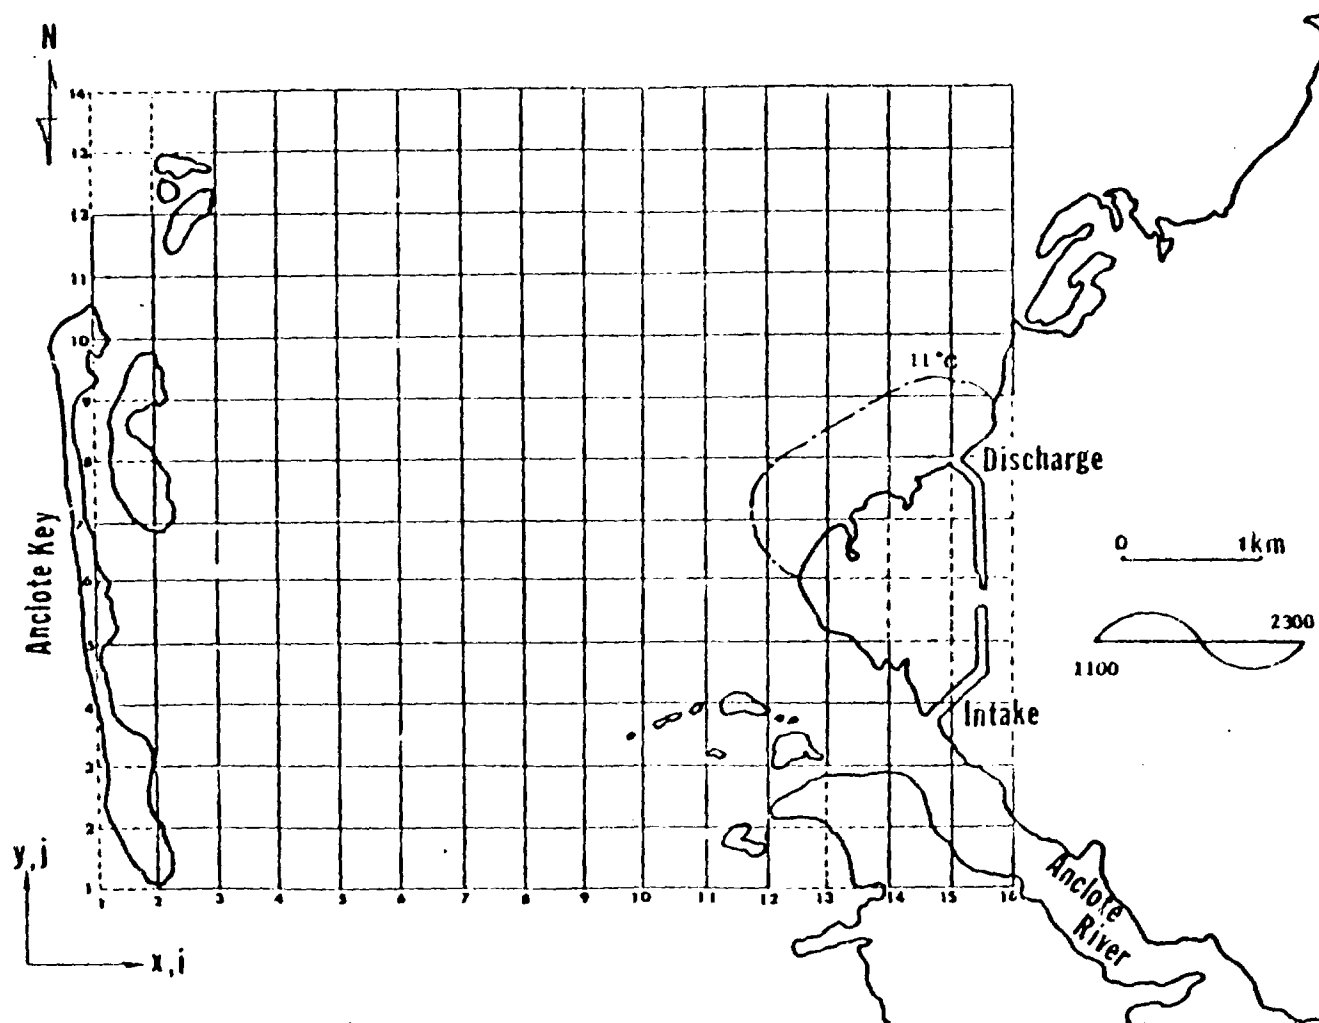 N
14
13
12
11
10
9
8
7
6
5
4
3
2
1
11°C
Discharge
0 1km
2300
1100
Intake
Anclote Key
Anclote
River
y,j
x,i
1 2 3 4 5 6 7 8 9 10 11 12 13 14 15 16